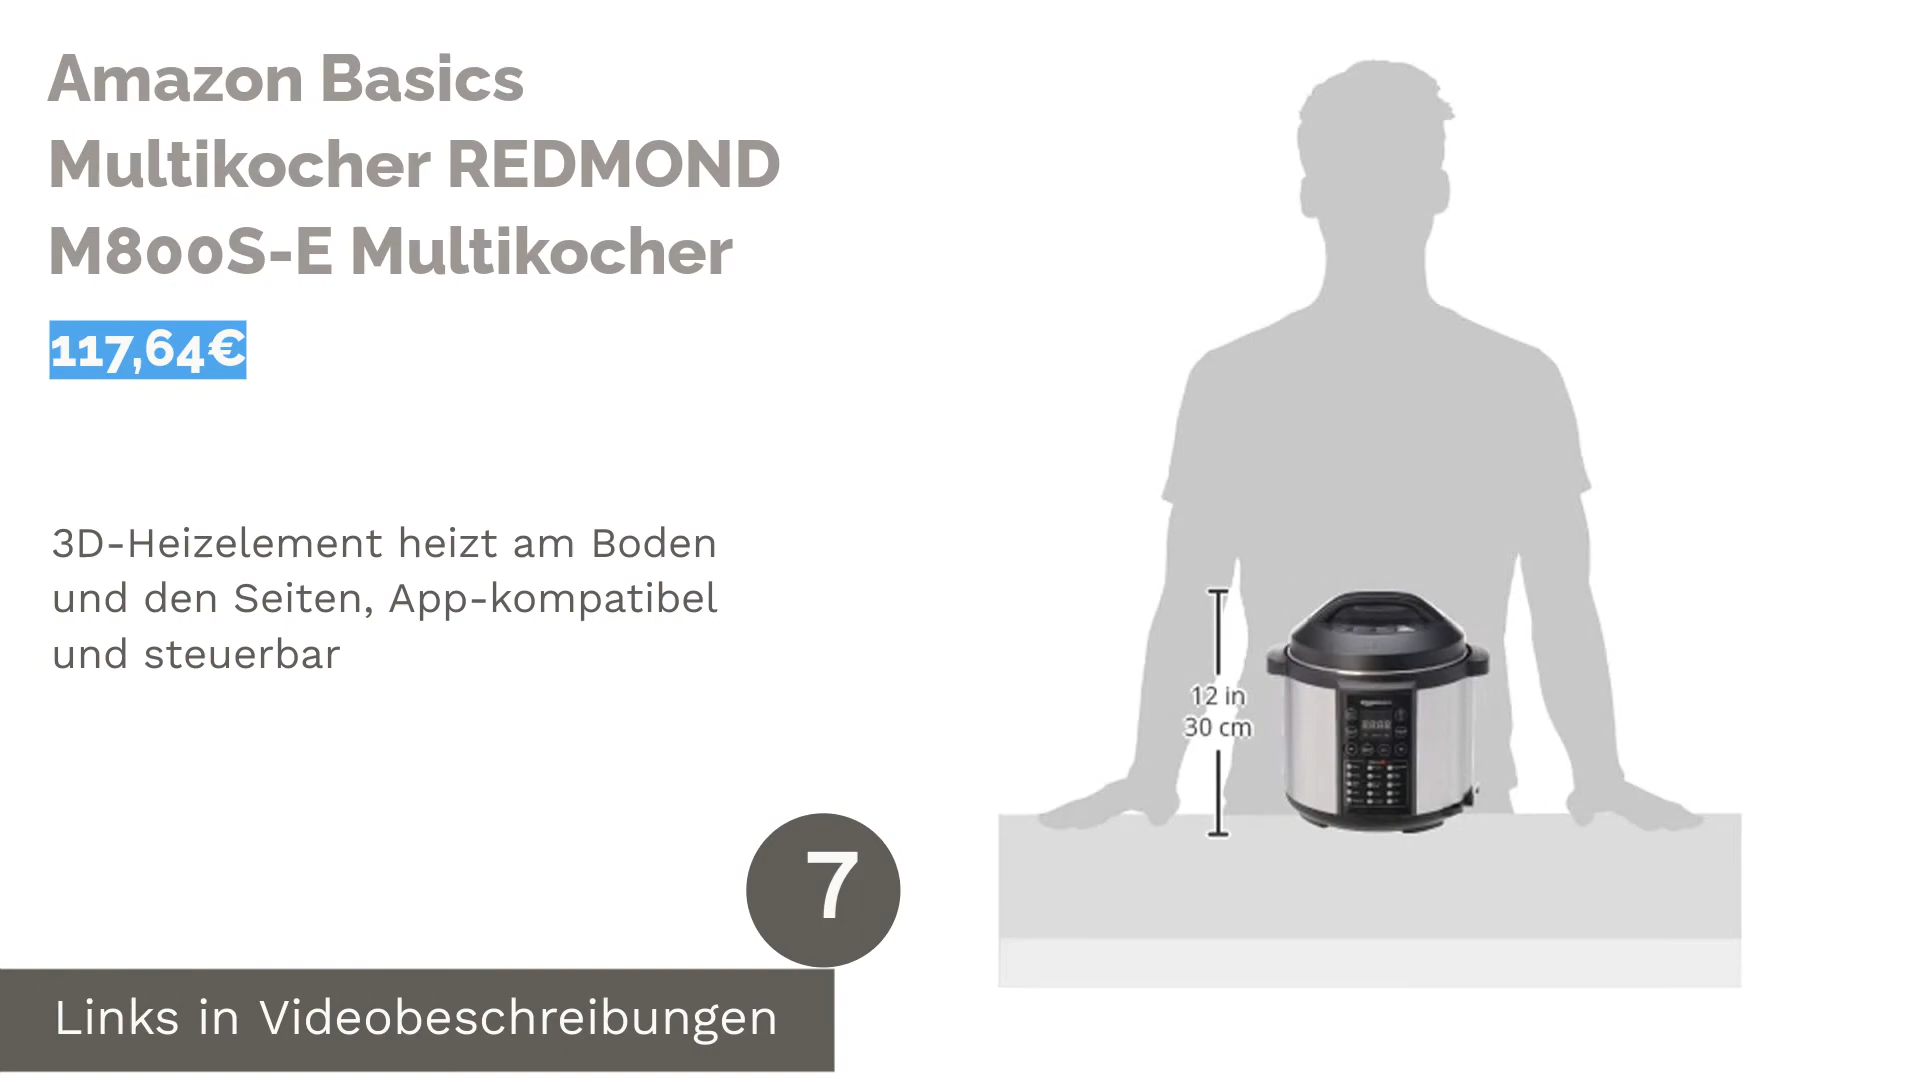 Amazon Basics
Multikocher REDMOND
M800S-E Multikocher
117,64€
3D-Heizelement heizt am Boden
und den Seiten, App-kompatibel
und steuerbar
12 in
30 cm
7
Links in Videobeschreibungen